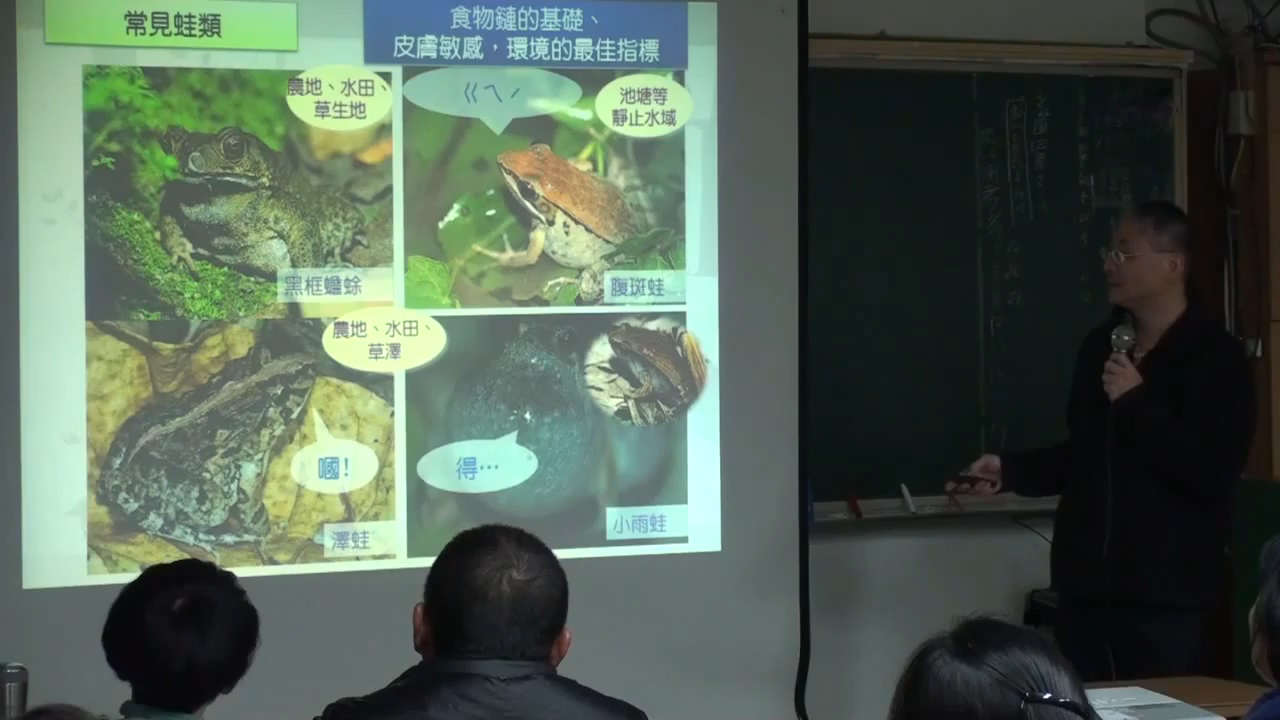 常見蛙類
食物鏈的基礎、
皮膚敏感，環境的最佳指標
農地、水田、
草生地
黑框蟾蜍
ㄍㄟˊ
池塘等
靜止水域
腹斑蛙
農地、水田、
草澤
嘓!
澤蛙
得…
小雨蛙